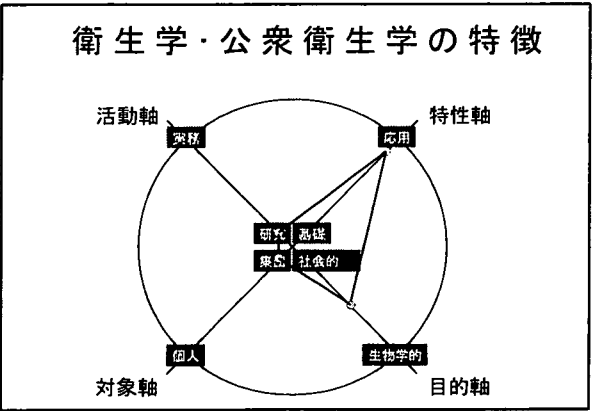 衛生学・公衆衛生学の特徴
活動軸
特性軸
業務
応用
研究
基礎
集団
社会的
個人
生物学的
対象軸
目的軸